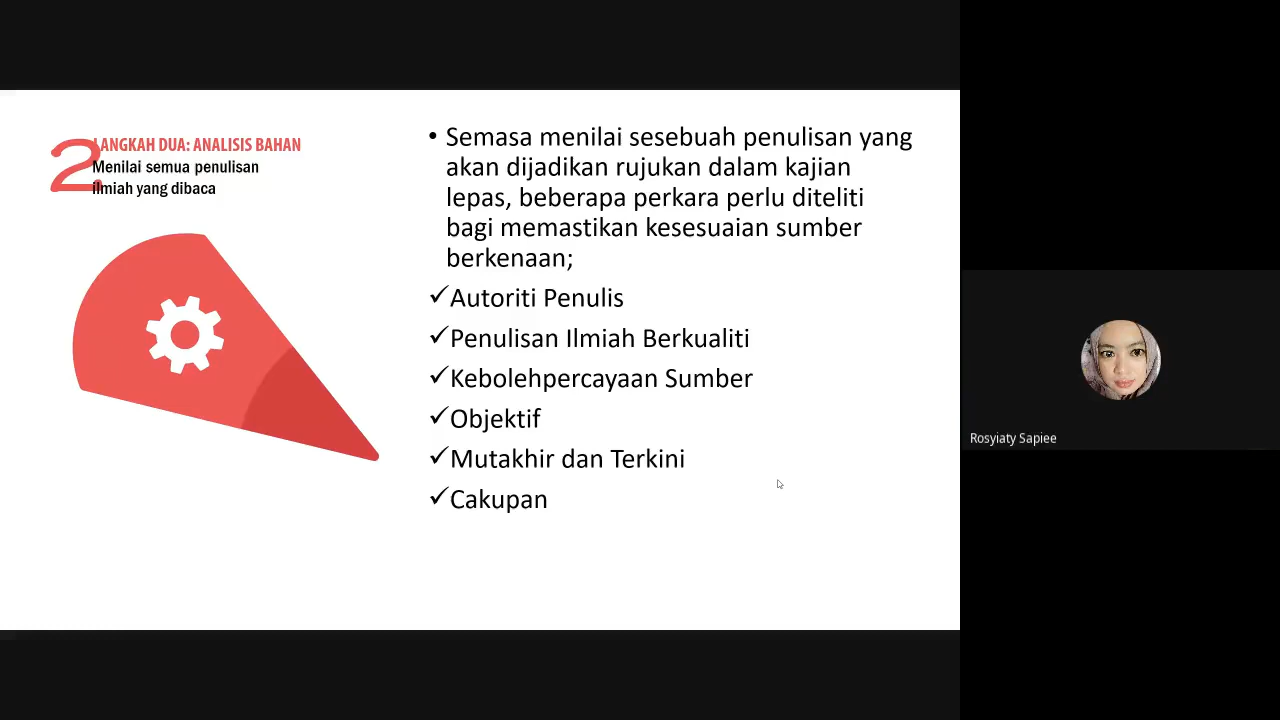 2
LANGKAH DUA: ANALISIS BAHAN
Menilai semua penulisan
ilmiah yang dibaca
• Semasa menilai sesebuah penulisan yang
akan dijadikan rujukan dalam kajian
lepas, beberapa perkara perlu diteliti
bagi memastikan kesesuaian sumber
berkenaan;
✓Autoriti Penulis
✓Penulisan Ilmiah Berkualiti
✓Kebolehpercayaan Sumber
✓Objektif
✓Mutakhir dan Terkini
✓Cakupan
Rosyiaty Sapiee